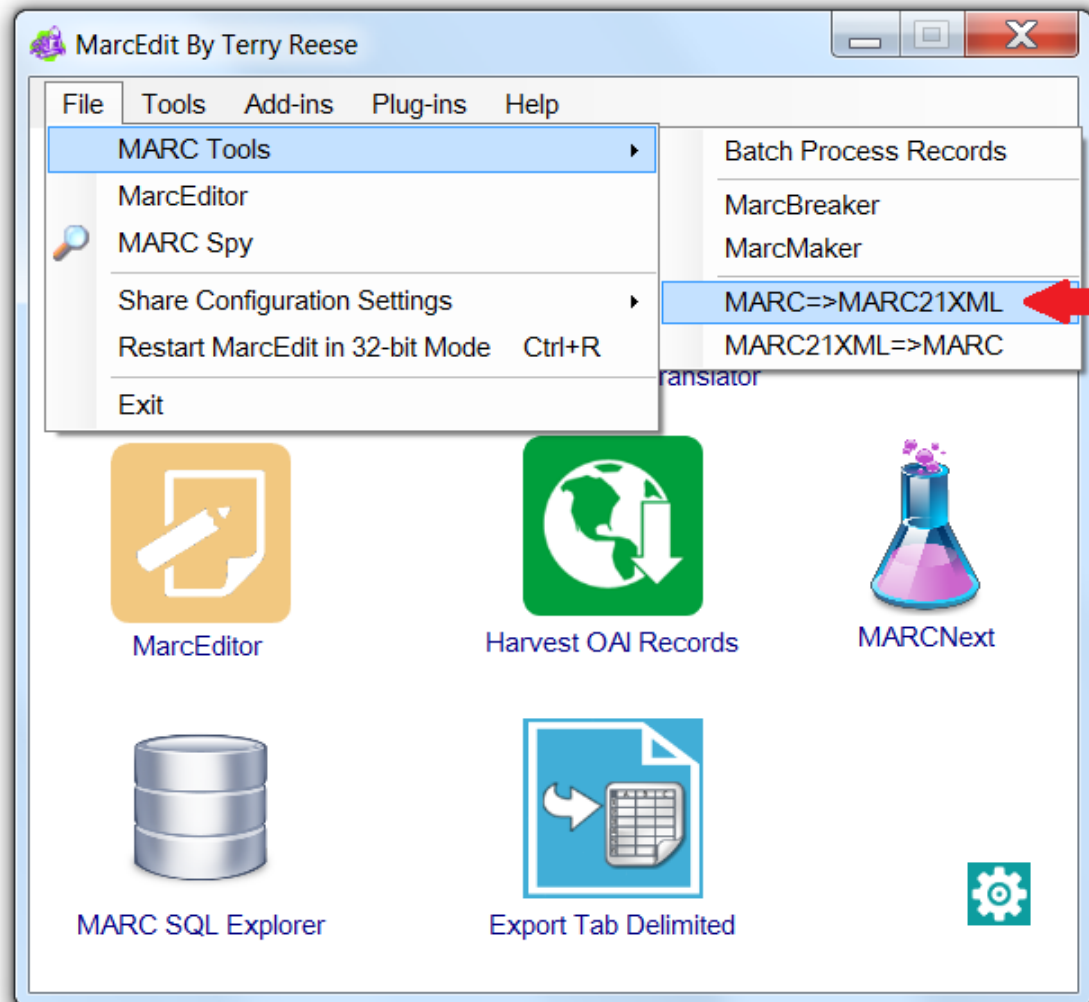 MarcEdit By Terry Reese
File Tools Add-ins Plug-ins Help
MARC Tools
MarcEditor
MARC Spy
Share Configuration Settings
Restart MarcEdit in 32-bit Mode Ctrl+R
Exit
Batch Process Records
MarcBreaker
MarcMaker
MARC=>MARC21XML
MARC21XML=>MARC
ranslator
MarcEditor
Harvest OAI Records
MARCNext
MARC SQL Explorer
Export Tab Delimited